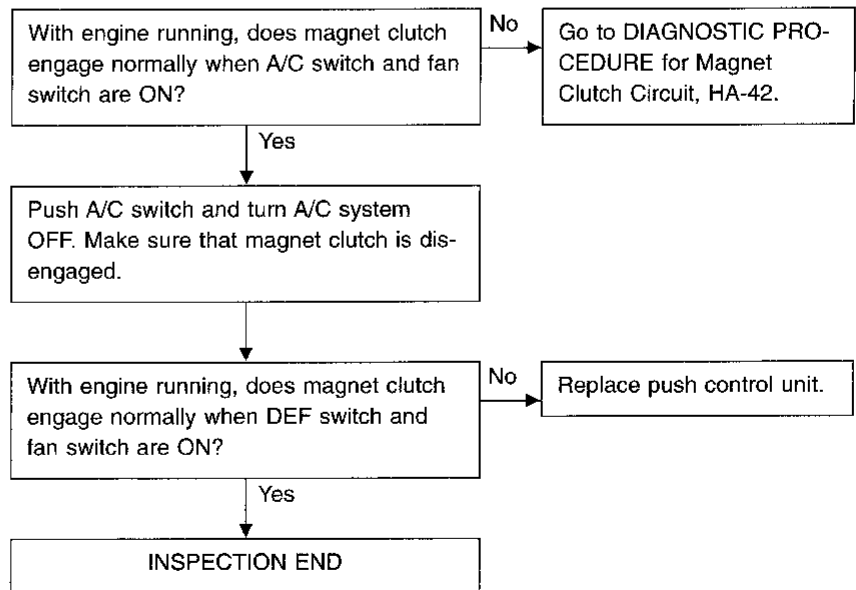 With engine running, does magnet clutch
engage normally when A/C switch and fan
switch are ON?
No
Go to DIAGNOSTIC PRO-
CEDURE for Magnet
Clutch Circuit, HA-42.
Yes
Push A/C switch and turn A/C system
OFF. Make sure that magnet clutch is dis-
engaged.
With engine running, does magnet clutch
engage normally when DEF switch and
fan switch are ON?
No
Replace push control unit.
Yes
INSPECTION END